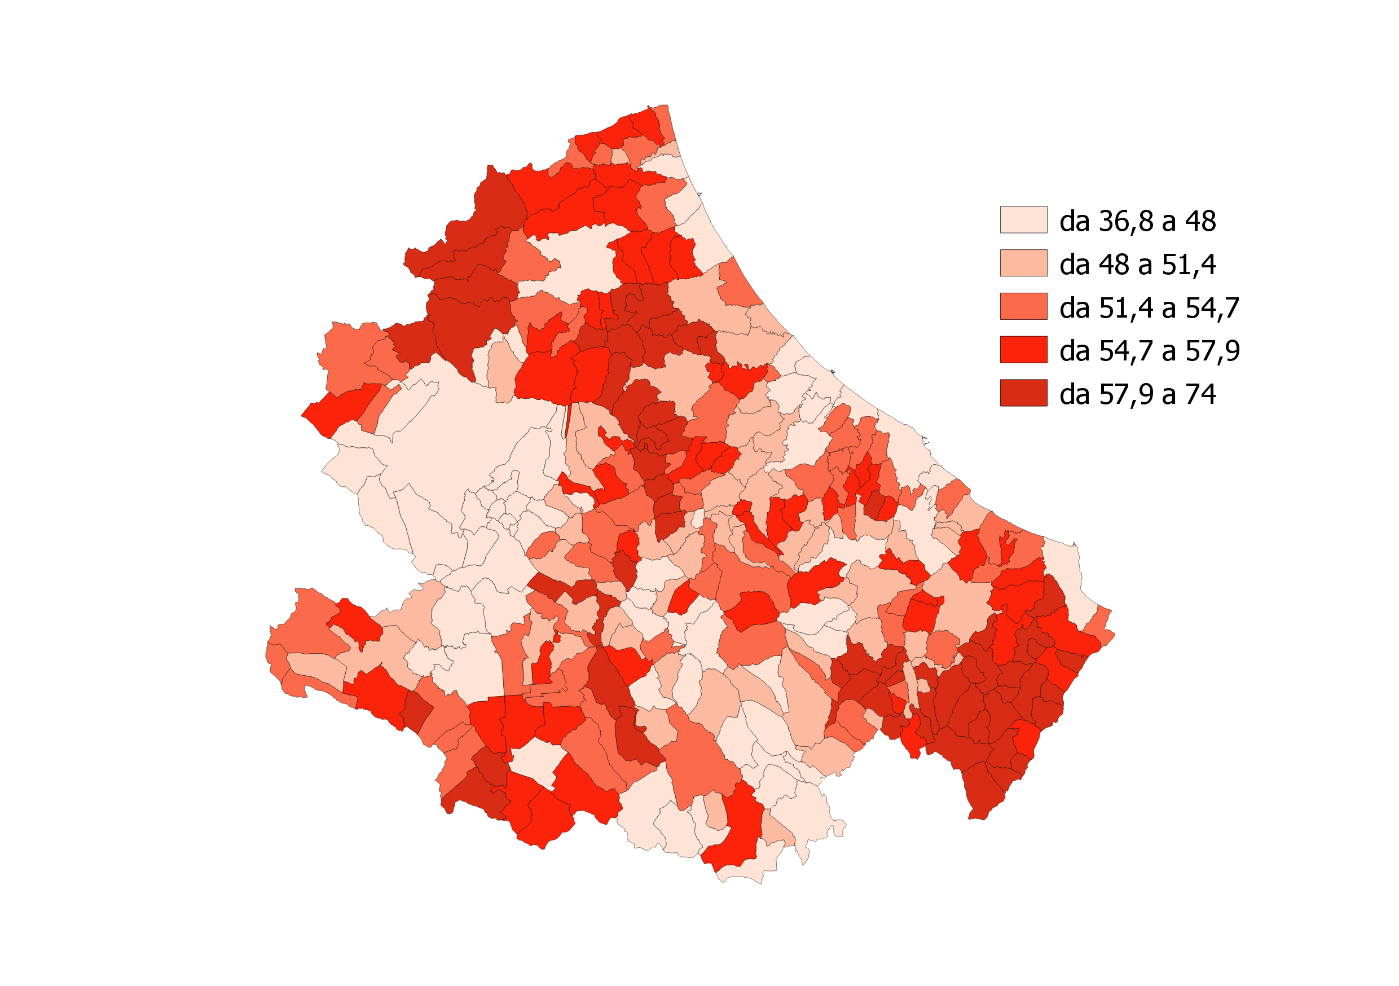 da 36,8 a 48
da 48 a 51,4
da 51,4 a 54,7
da 54,7 a 57,9
da 57,9 a 74